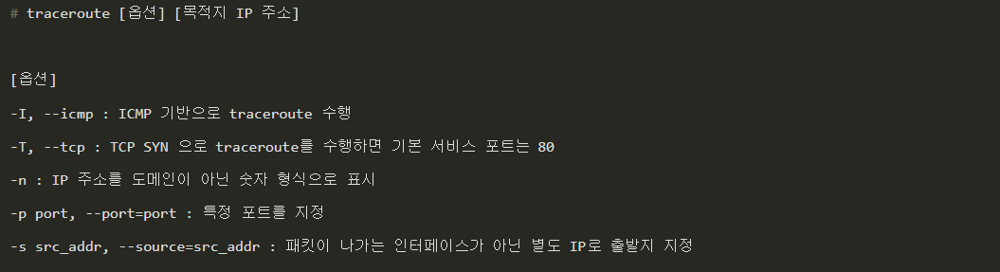 # traceroute [옵션] [목적지 IP 주소]
[옵션]
-I, --icmp : ICMP 기반으로 traceroute 수행
-T, --tcp : TCP SYN 으로 traceroute를 수행하면 기본 서비스 포트는 80
-n : IP 주소를 도메인이 아닌 숫자 형식으로 표시
-p port, --port=port : 특정 포트를 지정
-s src_addr, --source=src_addr : 패킷이 나가는 인터페이스가 아닌 별도 IP로 출발지 지정